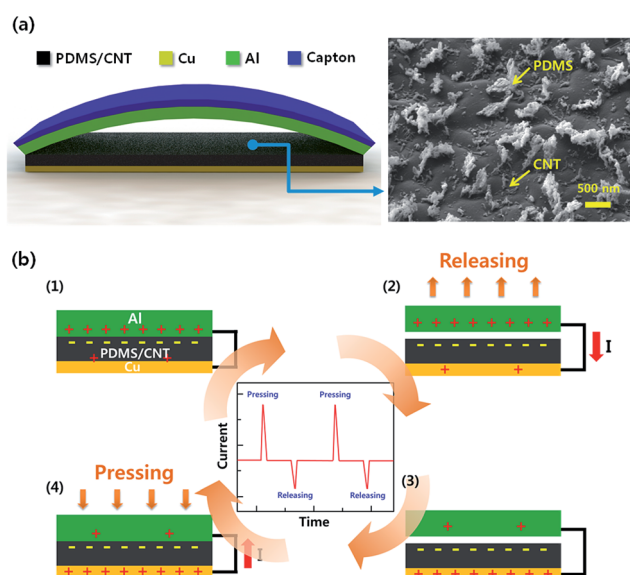 (a)
PDMS/CNT Cu Al Capton
PDMS
CNT
500 nm
(b)
(1)
Al
+ + + + + + + +
- - - - - - - -
PDMS/CNT
+ +
Cu
(2)
Releasing
+ + + + + + + +
- - - - - - - -
+ +
I
Pressing
Pressing
Releasing
Releasing
Current
Time
(3)
+ +
- - - - - - - -
+ + + + + + + +
Pressing
(4)
+ +
- - - - - - - -
+ + + + + + + +
I